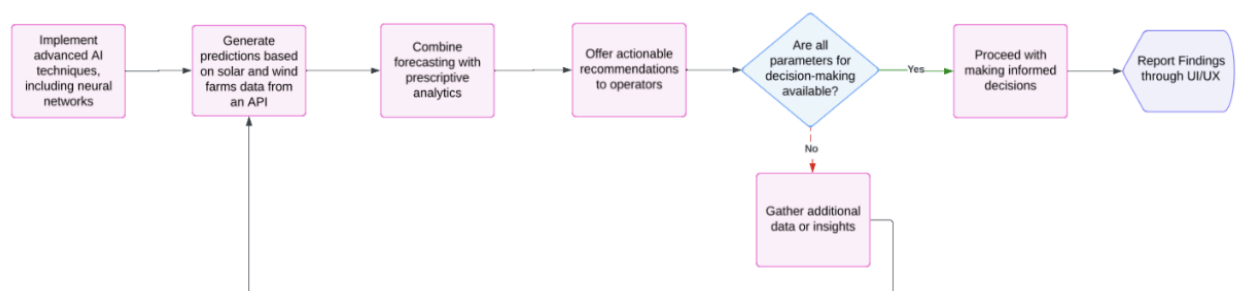 Implement
advanced AI
techniques,
including neural
networks
Generate
predictions based
on solar and wind
farms data from
an API
Combine
forecasting with
prescriptive
analytics
Offer actionable
recommendations
to operators
Are all
parameters for
decision-making
available?
Yes
Proceed with
making informed
decisions
Report Findings
through UI/UX
No
Gather additional
data or insights